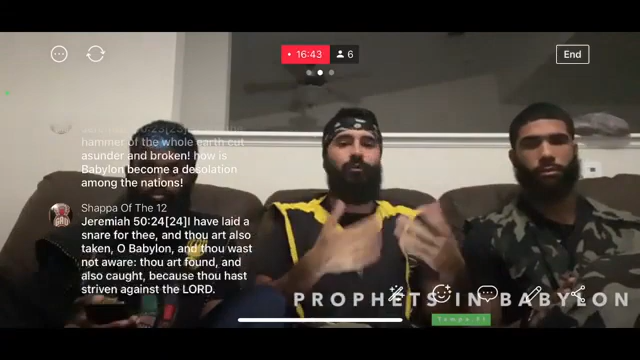 16:43
6
End
hammer of the whole earth cut
asunder and broken! how is
Babylon become a desolation
among the nations!
Shappa Of The 12
Jeremiah 50:24[24]I have laid a
snare for thee, and thou art also
taken, O Babylon, and thou wast
not aware: thou art found, and
also caught, because thou hast
striven against the LORD.
PROPHETS IN BABYLON
Tampa, Fl